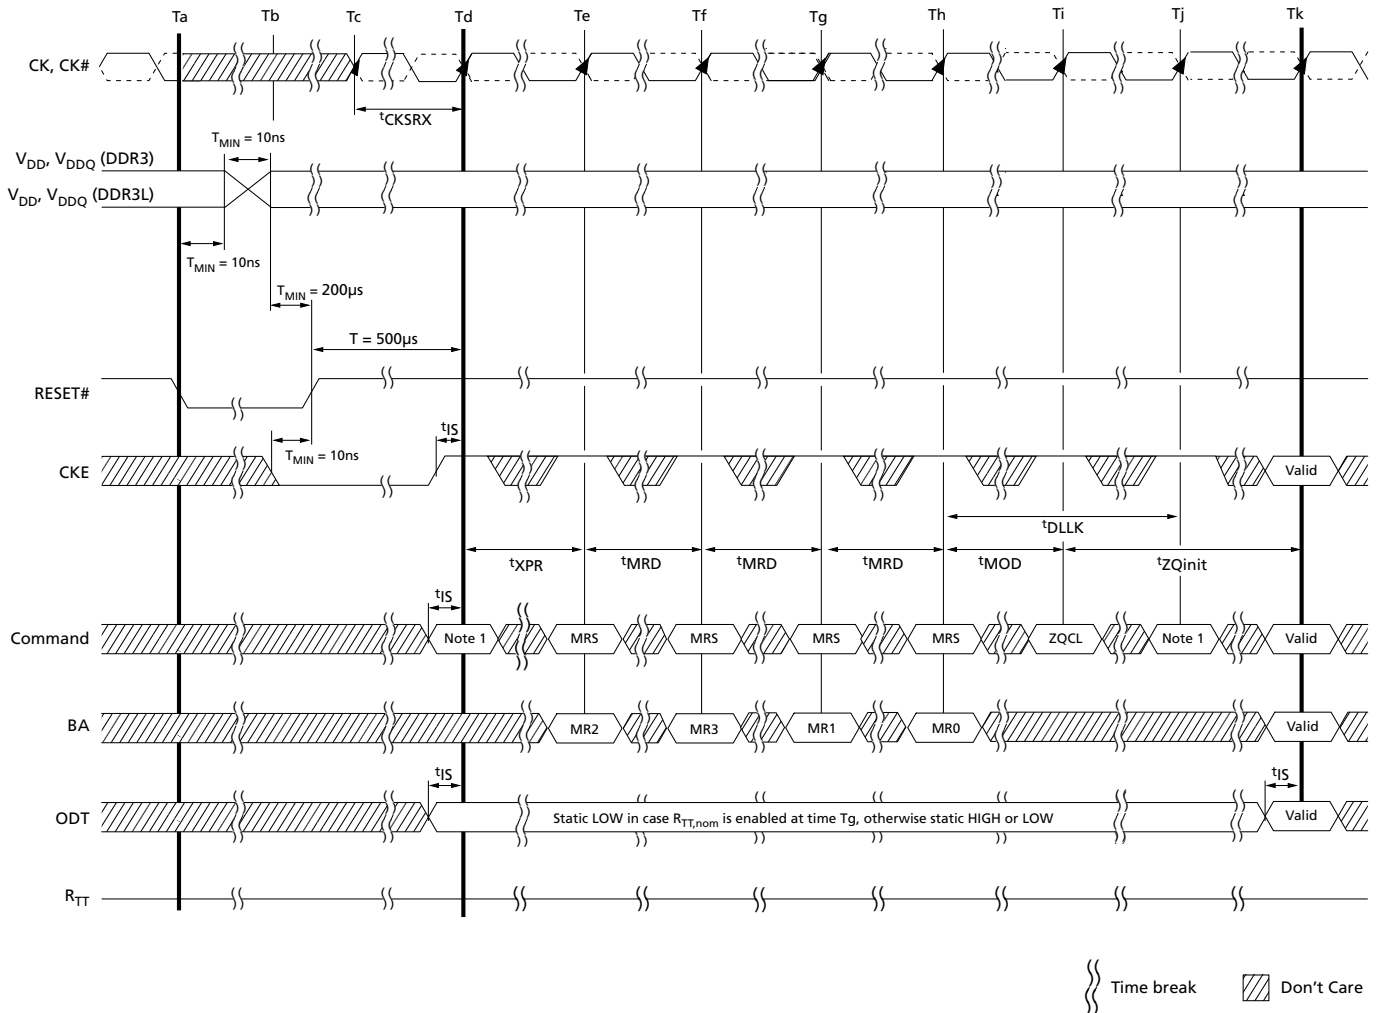 Ta Tb Tc Td Te Tf Tg Th Ti Tj Tk
CK, CK#
tCKSRX
TMIN = 10ns
VDD, VDDQ (DDR3)
VDD, VDDQ (DDR3L)
TMIN = 10ns
TMIN = 200µs
T = 500µs
RESET#
tIS
TMIN = 10ns
CKE
Valid
tDLLK
tXPR tMRD tMRD tMRD tMOD tZQinit
tIS
Command Note 1 MRS MRS MRS MRS ZQCL Note 1 Valid
BA MR2 MR3 MR1 MR0 Valid
tIS tIS
ODT Static LOW in case RTT,nom is enabled at time Tg, otherwise static HIGH or LOW Valid
RTT
Time break Don't Care